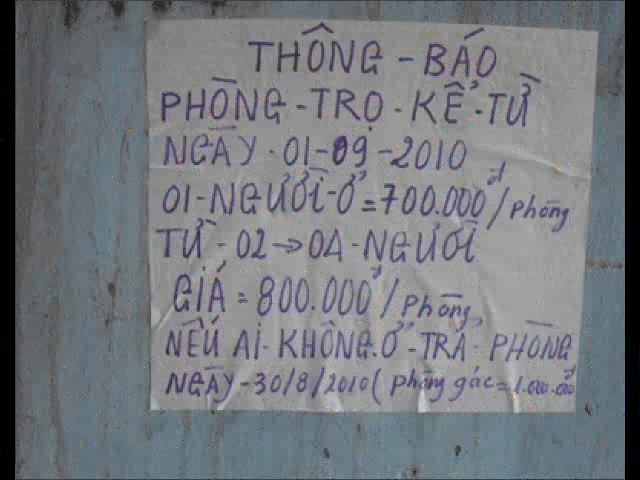 THÔNG - BÁO
PHÒNG - TRỌ - KỂ - TỪ
NGÀY - 01 - 09 - 2010
01 - NGƯỜI - Ở = 700.000đ / phòng
TỪ - 02 → 04 - NGƯỜI
GIÁ = 800.000đ / phòng,
NẾU AI - KHÔNG Ở - TRẢ - PHÒNG
NGÀY - 30/8/2010 ( phòng gác = 1.000.000đ